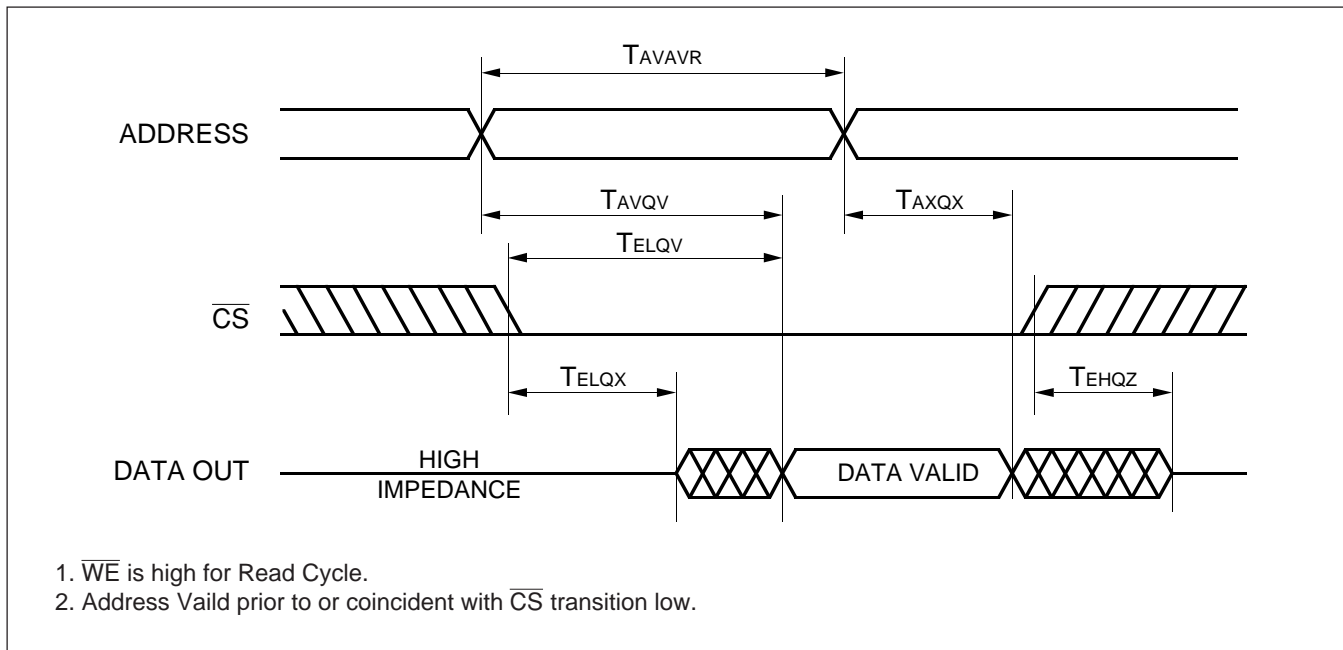 TAVAVR
ADDRESS
TAVQV
TAXQX
TELQV
CS
TELQX
TEHQZ
DATA OUT
HIGH
IMPEDANCE
DATA VALID
1. WE is high for Read Cycle.
2. Address Vaild prior to or coincident with CS transition low.